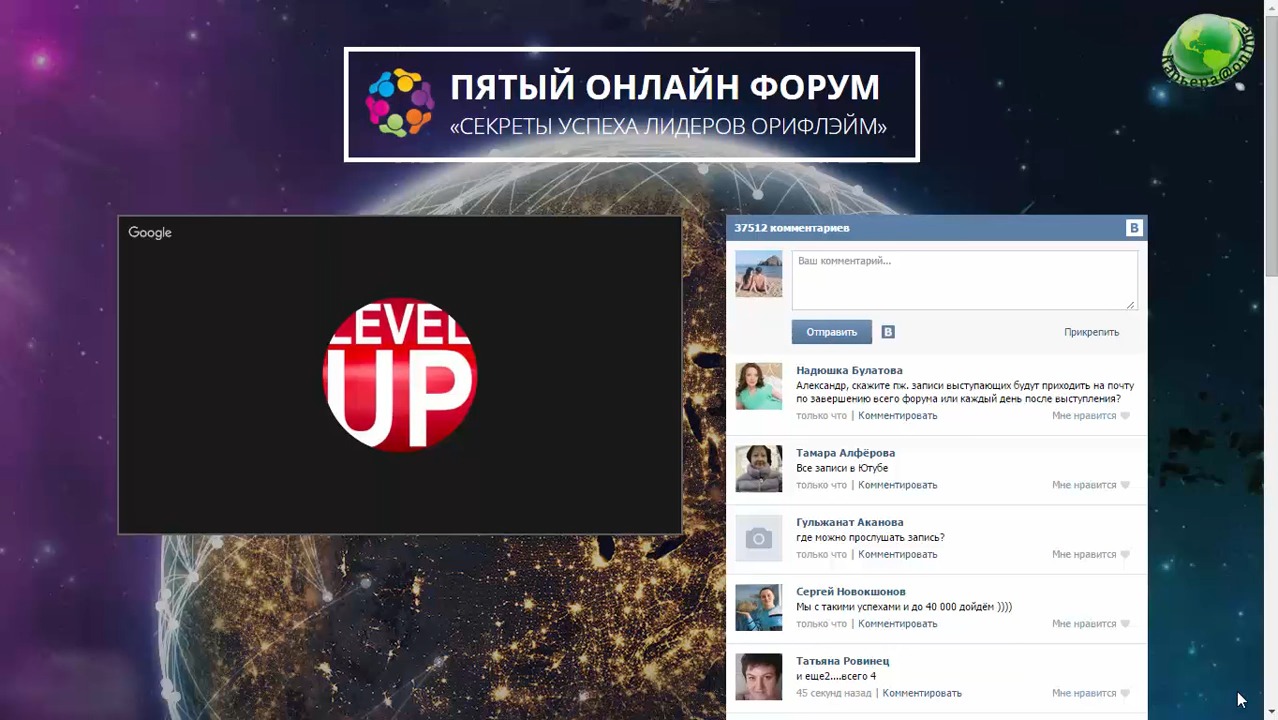 ПЯТЫЙ ОНЛАЙН ФОРУМ
«СЕКРЕТЫ УСПЕХА ЛИДЕРОВ ОРИФЛЭЙМ»
карьера@online
Google
LEVEL
UP
37512 комментариев
В
Ваш комментарий...
Отправить
В
Прикрепить
Надюшка Булатова
Александр, скажите пж. записи выступающих будут приходить на почту
по завершению всего форума или каждый день после выступления?
только что | Комментировать
Мне нравится
Тамара Алфёрова
Все записи в Ютубе
только что | Комментировать
Мне нравится
Гульжанат Аканова
где можно прослушать запись?
только что | Комментировать
Мне нравится
Сергей Новокшонов
Мы с такими успехами и до 40 000 дойдём ))))
только что | Комментировать
Мне нравится
Татьяна Ровинец
и еще2....всего 4
45 секунд назад | Комментировать
Мне нравится